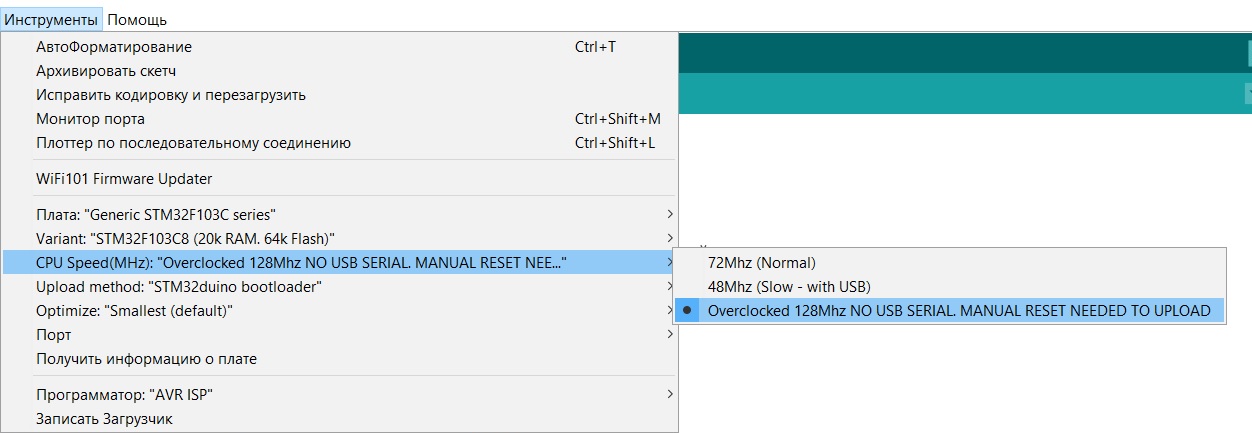 Инструменты Помощь
АвтоФорматирование Ctrl+T
Архивировать скетч
Исправить кодировку и перезагрузить
Монитор порта Ctrl+Shift+M
Плоттер по последовательному соединению Ctrl+Shift+L
WiFi101 Firmware Updater
Плата: "Generic STM32F103C series"
Variant: "STM32F103C8 (20k RAM. 64k Flash)"
CPU Speed(MHz): "Overclocked 128Mhz NO USB SERIAL. MANUAL RESET NEE..."
72Mhz (Normal)
Upload method: "STM32duino bootloader"
48Mhz (Slow - with USB)
Optimize: "Smallest (default)"
Overclocked 128Mhz NO USB SERIAL. MANUAL RESET NEEDED TO UPLOAD
Порт
Получить информацию о плате
Программатор: "AVR ISP"
Записать Загрузчик